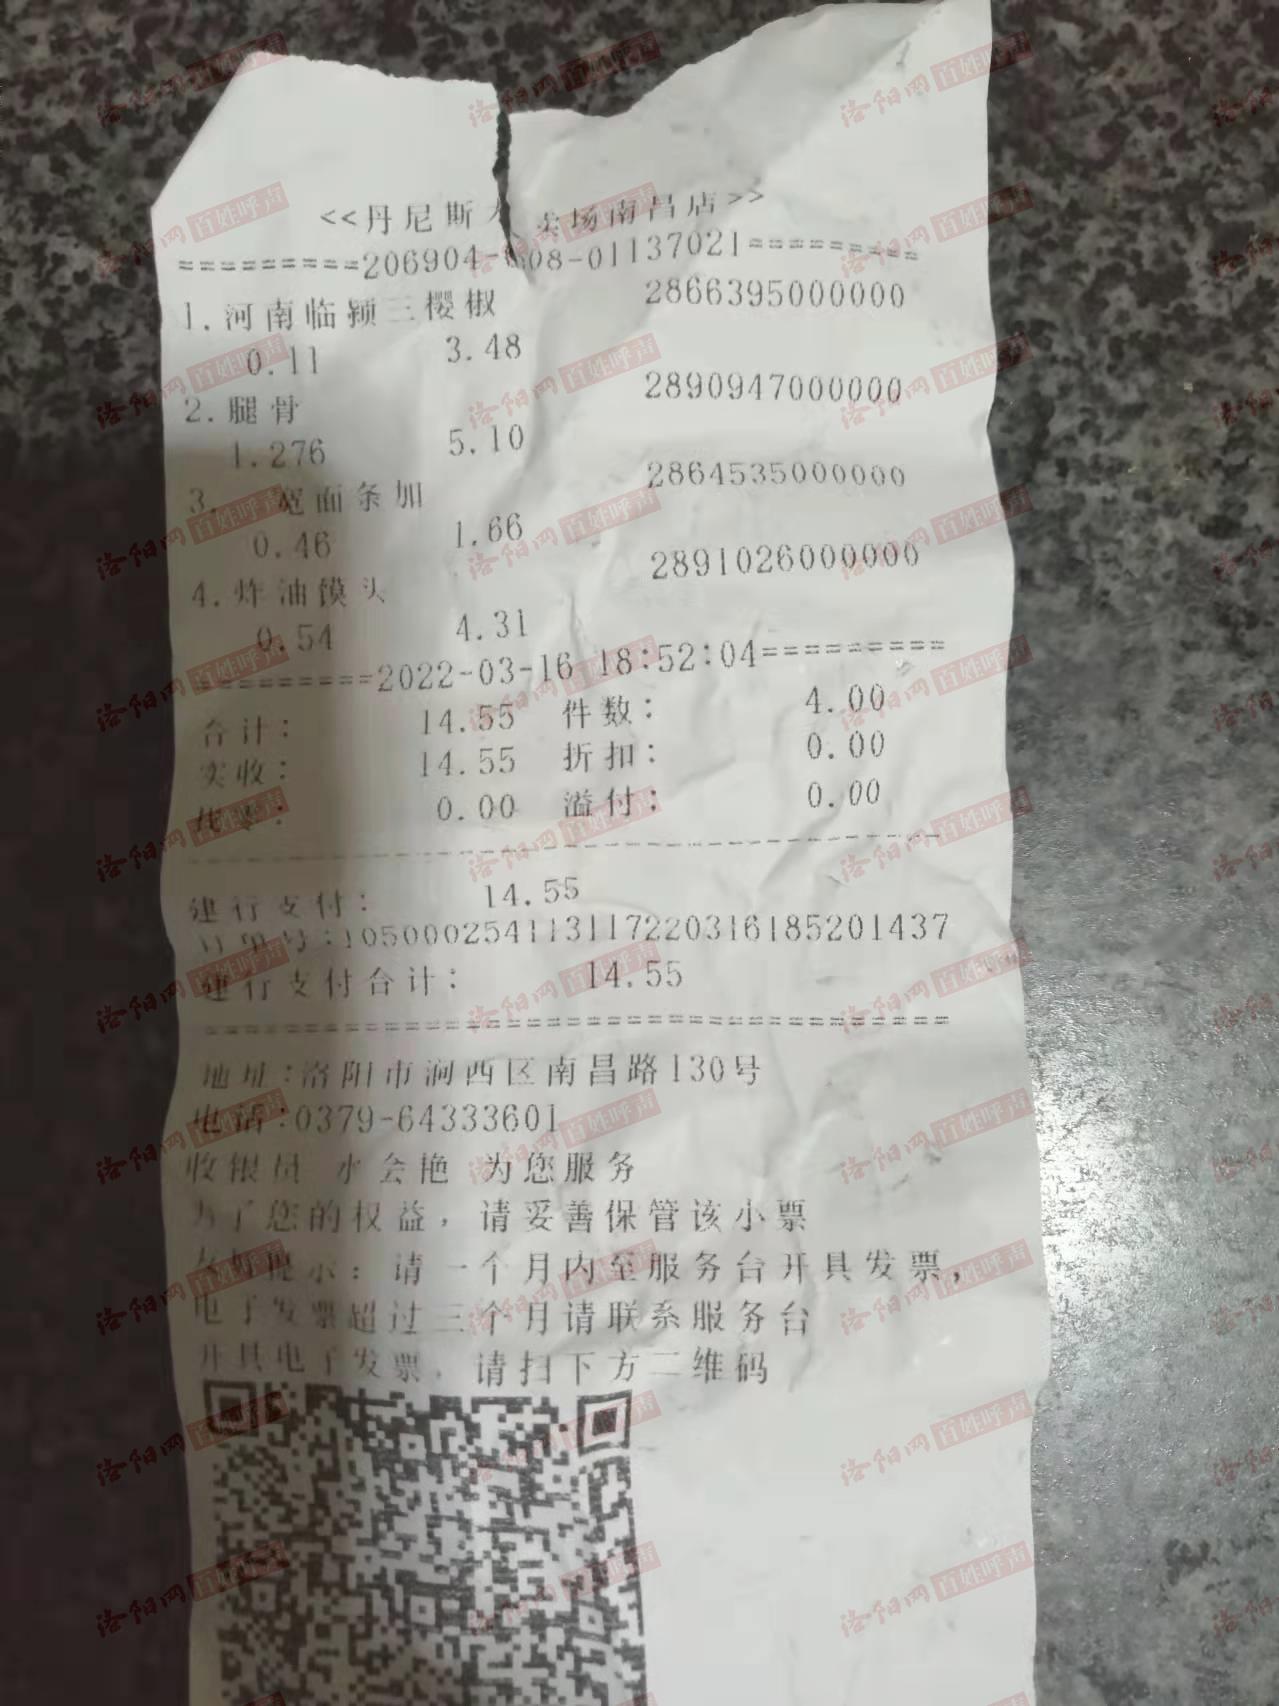 <<丹尼斯大卖场南昌店>>
=========206904- 08-01137021=========
1.河南临颍三樱椒 2866395000000
0.11 3.48
2.腿骨 2890947000000
1.276 5.10
3. 宽面条加 2864535000000
0.46 1.66
4.炸油馍头 2891026000000
0.54 4.31
=========2022-03-16 18:52:04=========
合计: 14.55 件数: 4.00
实收: 14.55 折扣: 0.00
找零: 0.00 溢付: 0.00
建行支付: 14.55
订单号:105000254113117220316185201437
建行支付合计: 14.55
地址:洛阳市涧西区南昌路130号
电话:0379-64333601
收银员 水会艳 为您服务
为了您的权益,请妥善保管该小票
友好提示:请一个月内至服务台开具发票,
电子发票超过三个月请联系服务台
开具电子发票,请扫下方二维码
洛阳网 百姓呼声